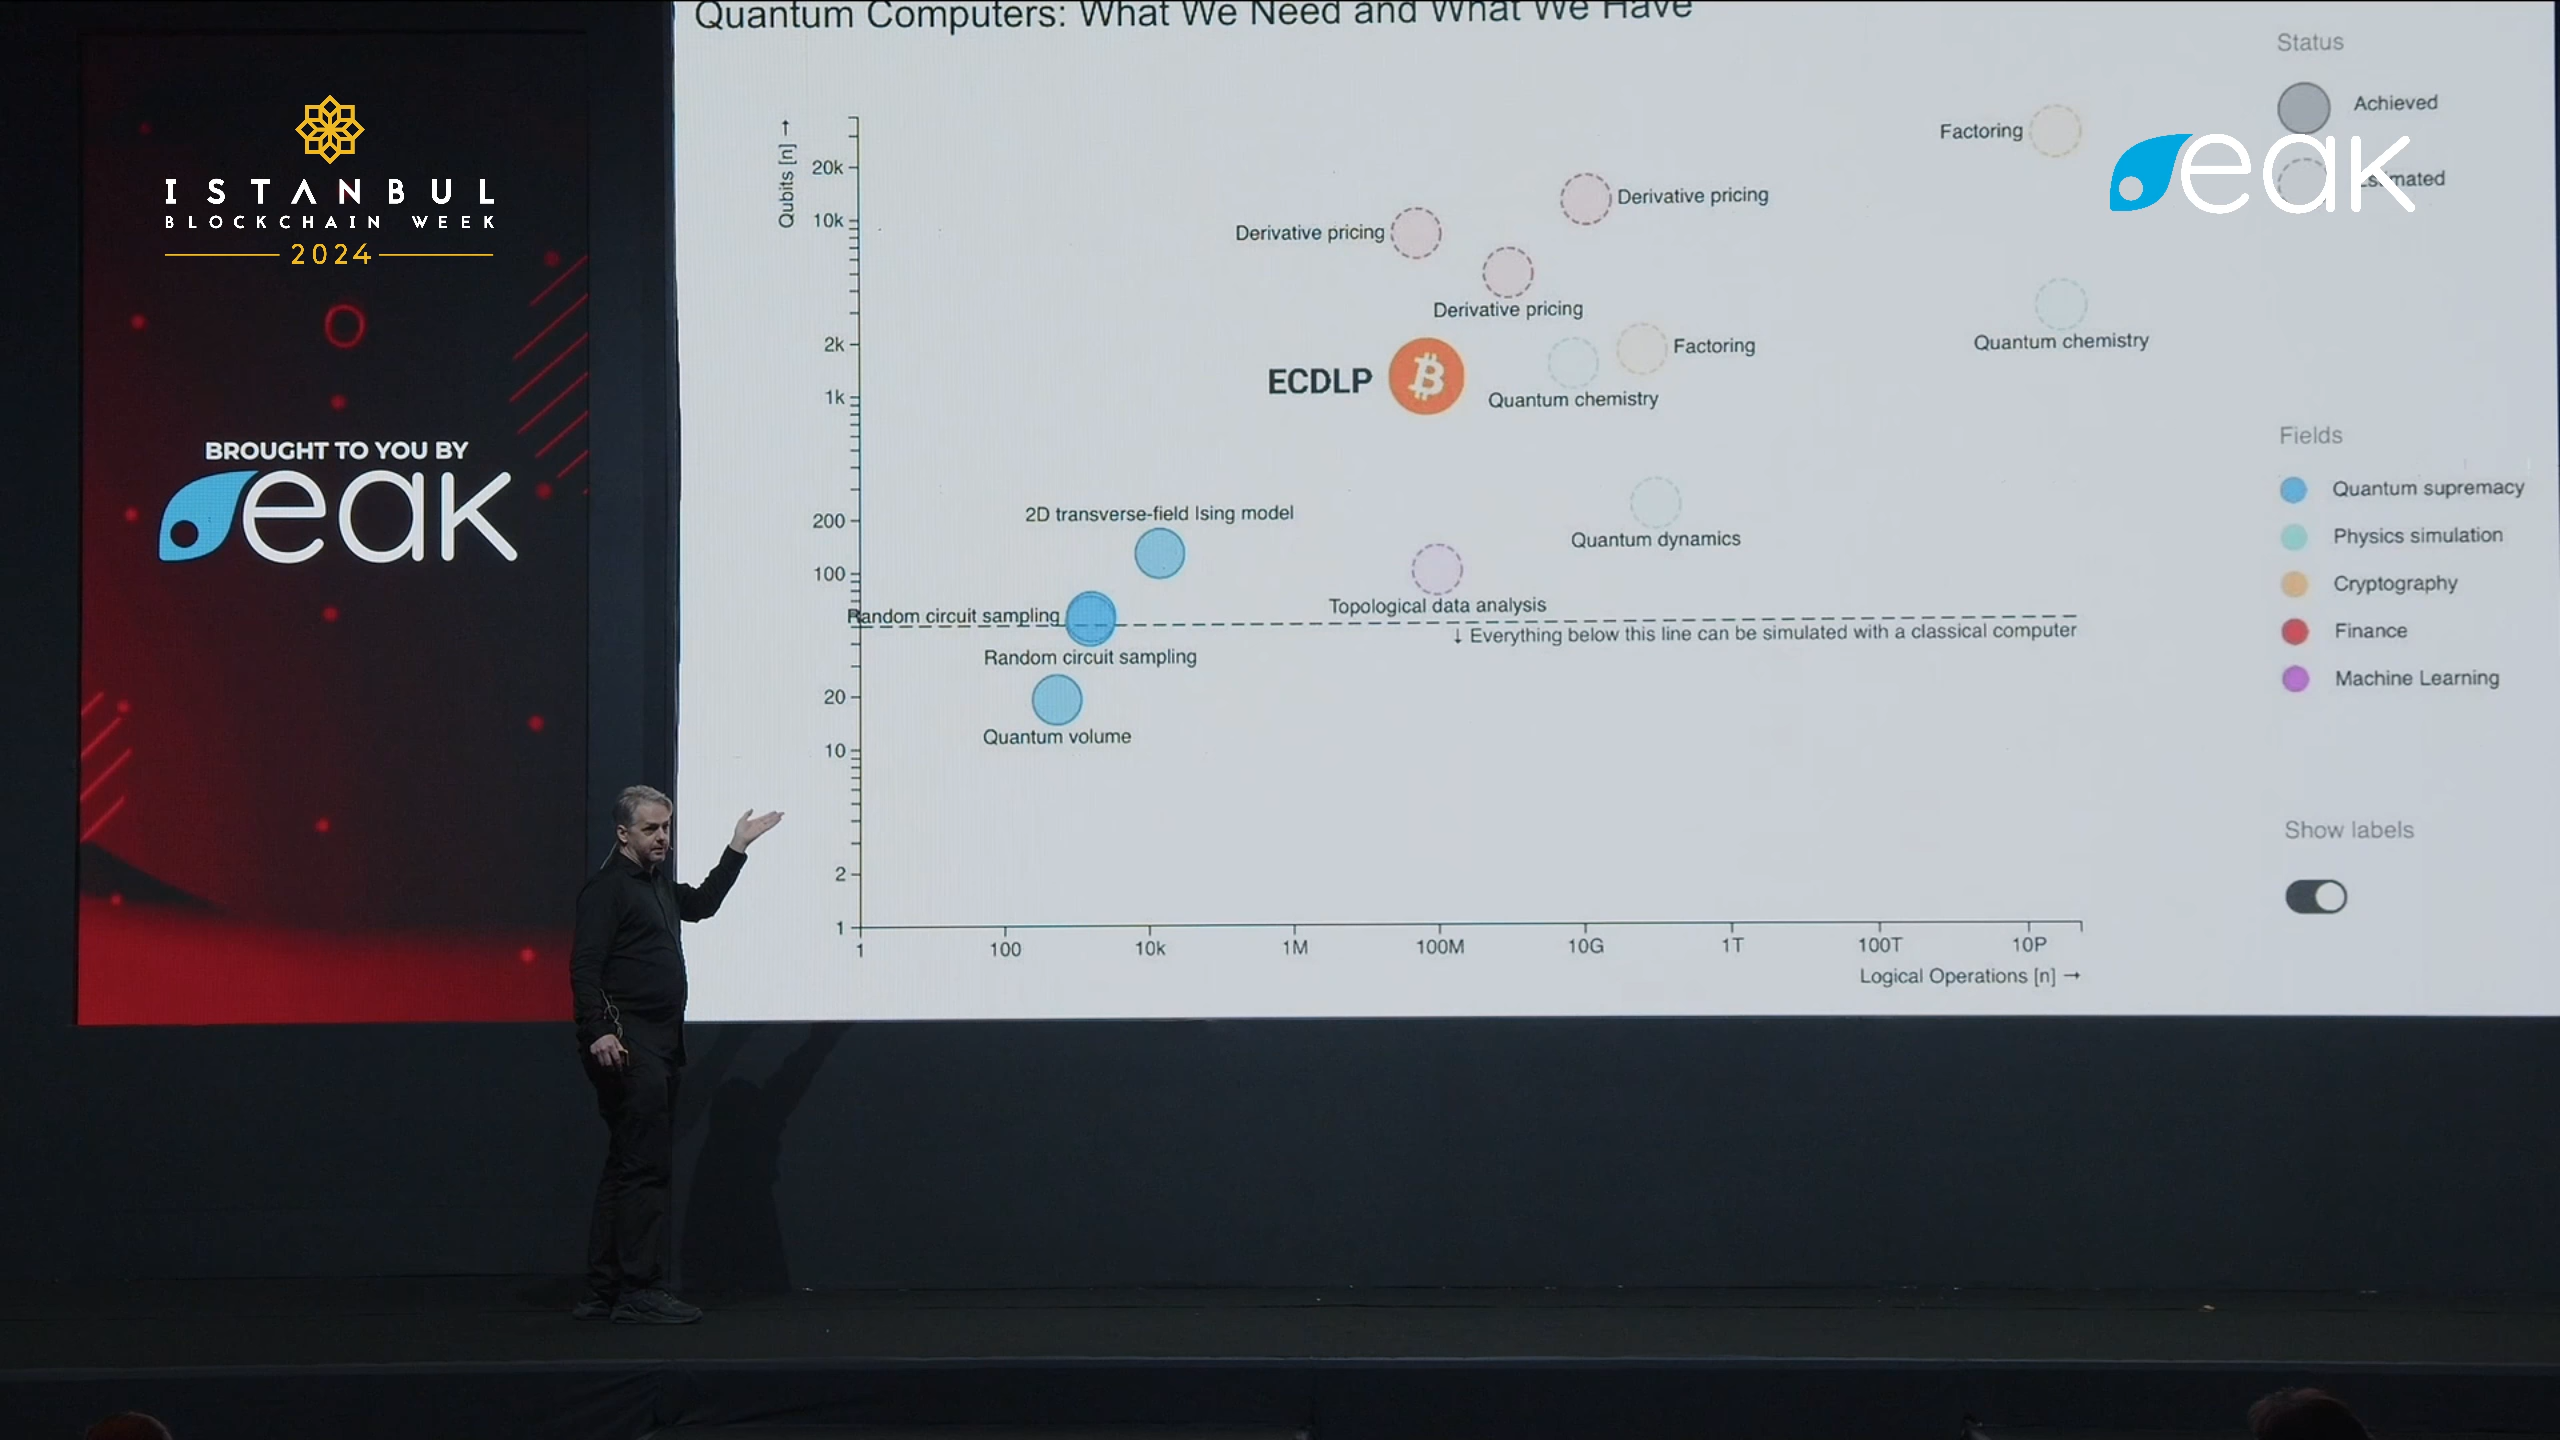 Quantum Computers: What We Need and What We Have
ISTANBUL
BLOCKCHAIN WEEK
2024
BROUGHT TO YOU BY
eak
Qubits [n] →
20k
10k
2k
1k
200
100
20
10
2
1
1
100
10k
1M
100M
10G
1T
100T
10P
Logical Operations [n] →
Factoring
Derivative pricing
Derivative pricing
Derivative pricing
Factoring
Quantum chemistry
ECDLP
Quantum chemistry
2D transverse-field Ising model
Quantum dynamics
Topological data analysis
Random circuit sampling
↓ Everything below this line can be simulated with a classical computer
Random circuit sampling
Quantum volume
Status
Achieved
eak
Estimated
Fields
Quantum supremacy
Physics simulation
Cryptography
Finance
Machine Learning
Show labels